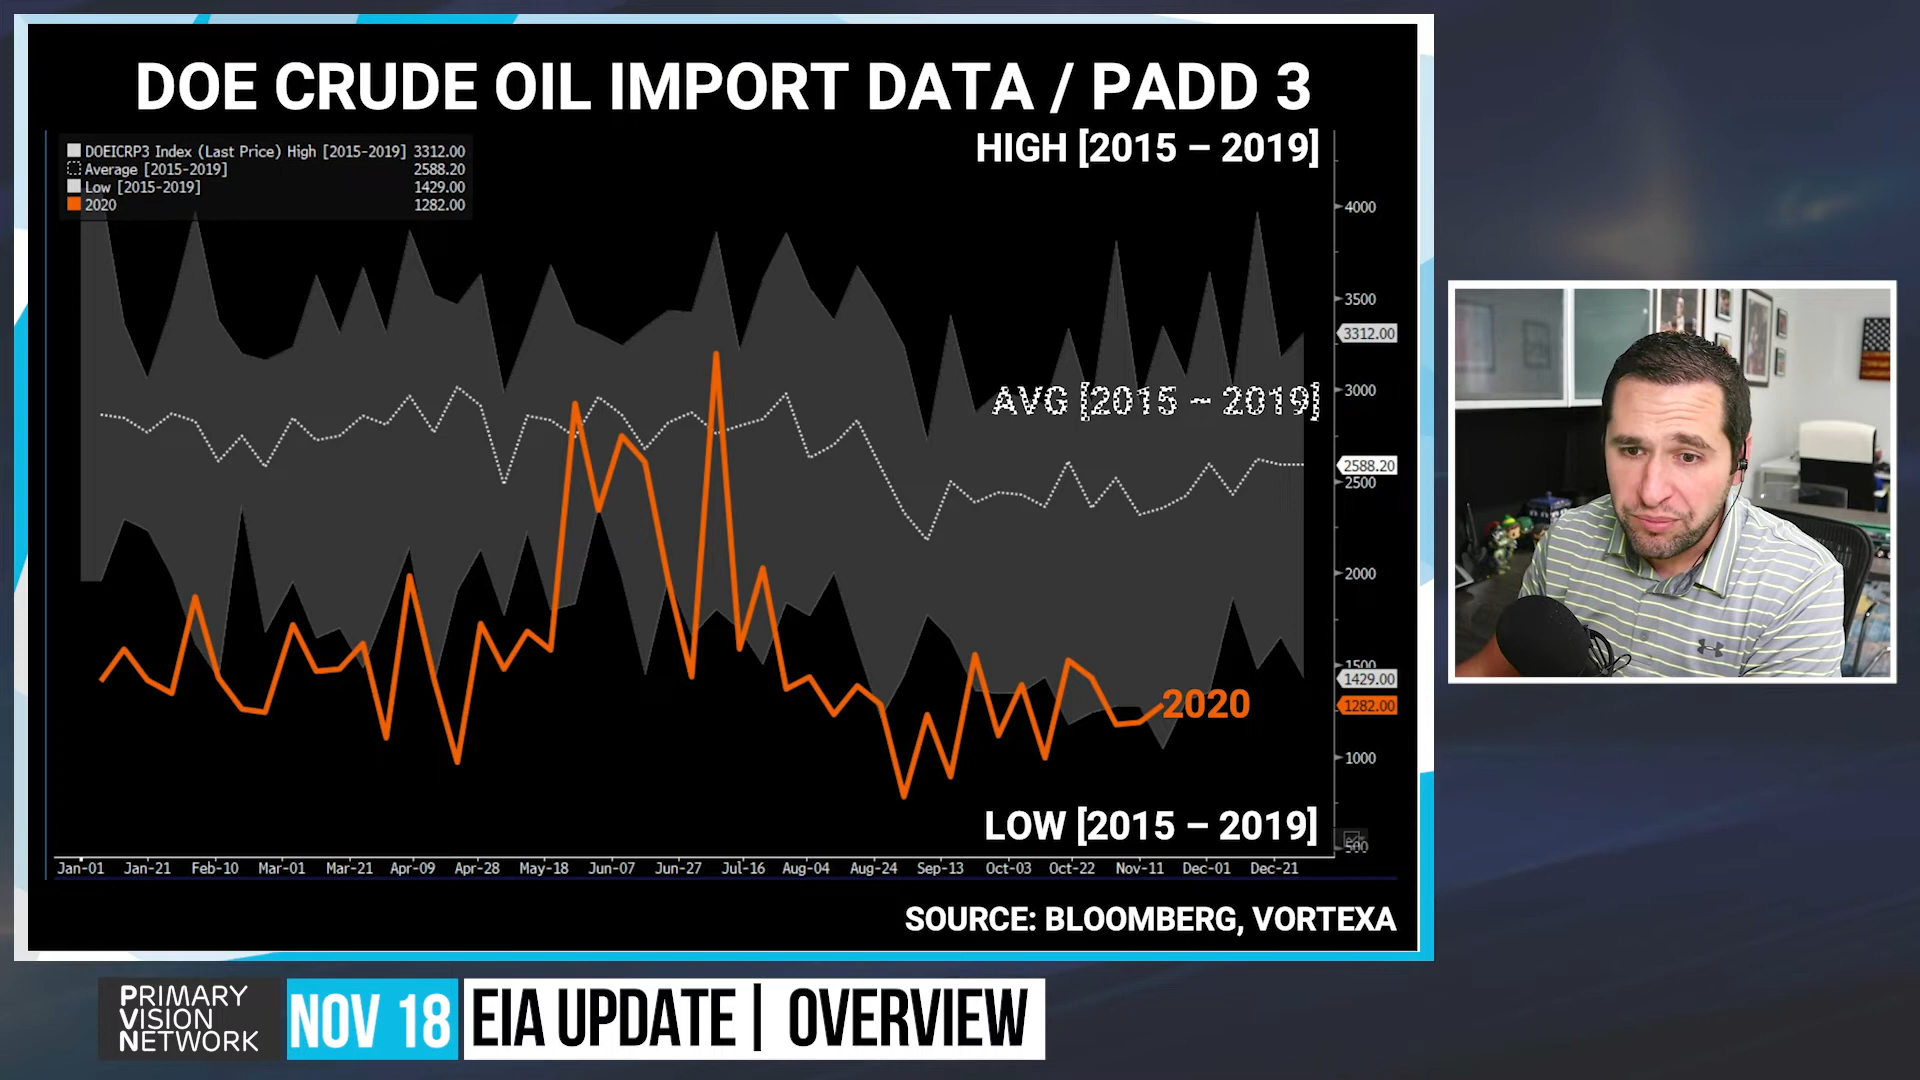 DOE CRUDE OIL IMPORT DATA / PADD 3
HIGH [2015 – 2019]
DOEICRP3 Index (Last Price) High [2015-2019] 3312.00
Average [2015-2019] 2588.20
Low [2015-2019] 1429.00
2020 1282.00
4000
3500
3312.00
3000
AVG [2015 – 2019]
2588.20
2500
2000
1500
1429.00
1282.00
2020
1000
LOW [2015 – 2019]
500
Jan-01 Jan-21 Feb-10 Mar-01 Mar-21 Apr-09 Apr-28 May-18 Jun-07 Jun-27 Jul-16 Aug-04 Aug-24 Sep-13 Oct-03 Oct-22 Nov-11 Dec-01 Dec-21
SOURCE: BLOOMBERG, VORTEXA
PRIMARY
VISION
NETWORK
NOV 18
EIA UPDATE | OVERVIEW